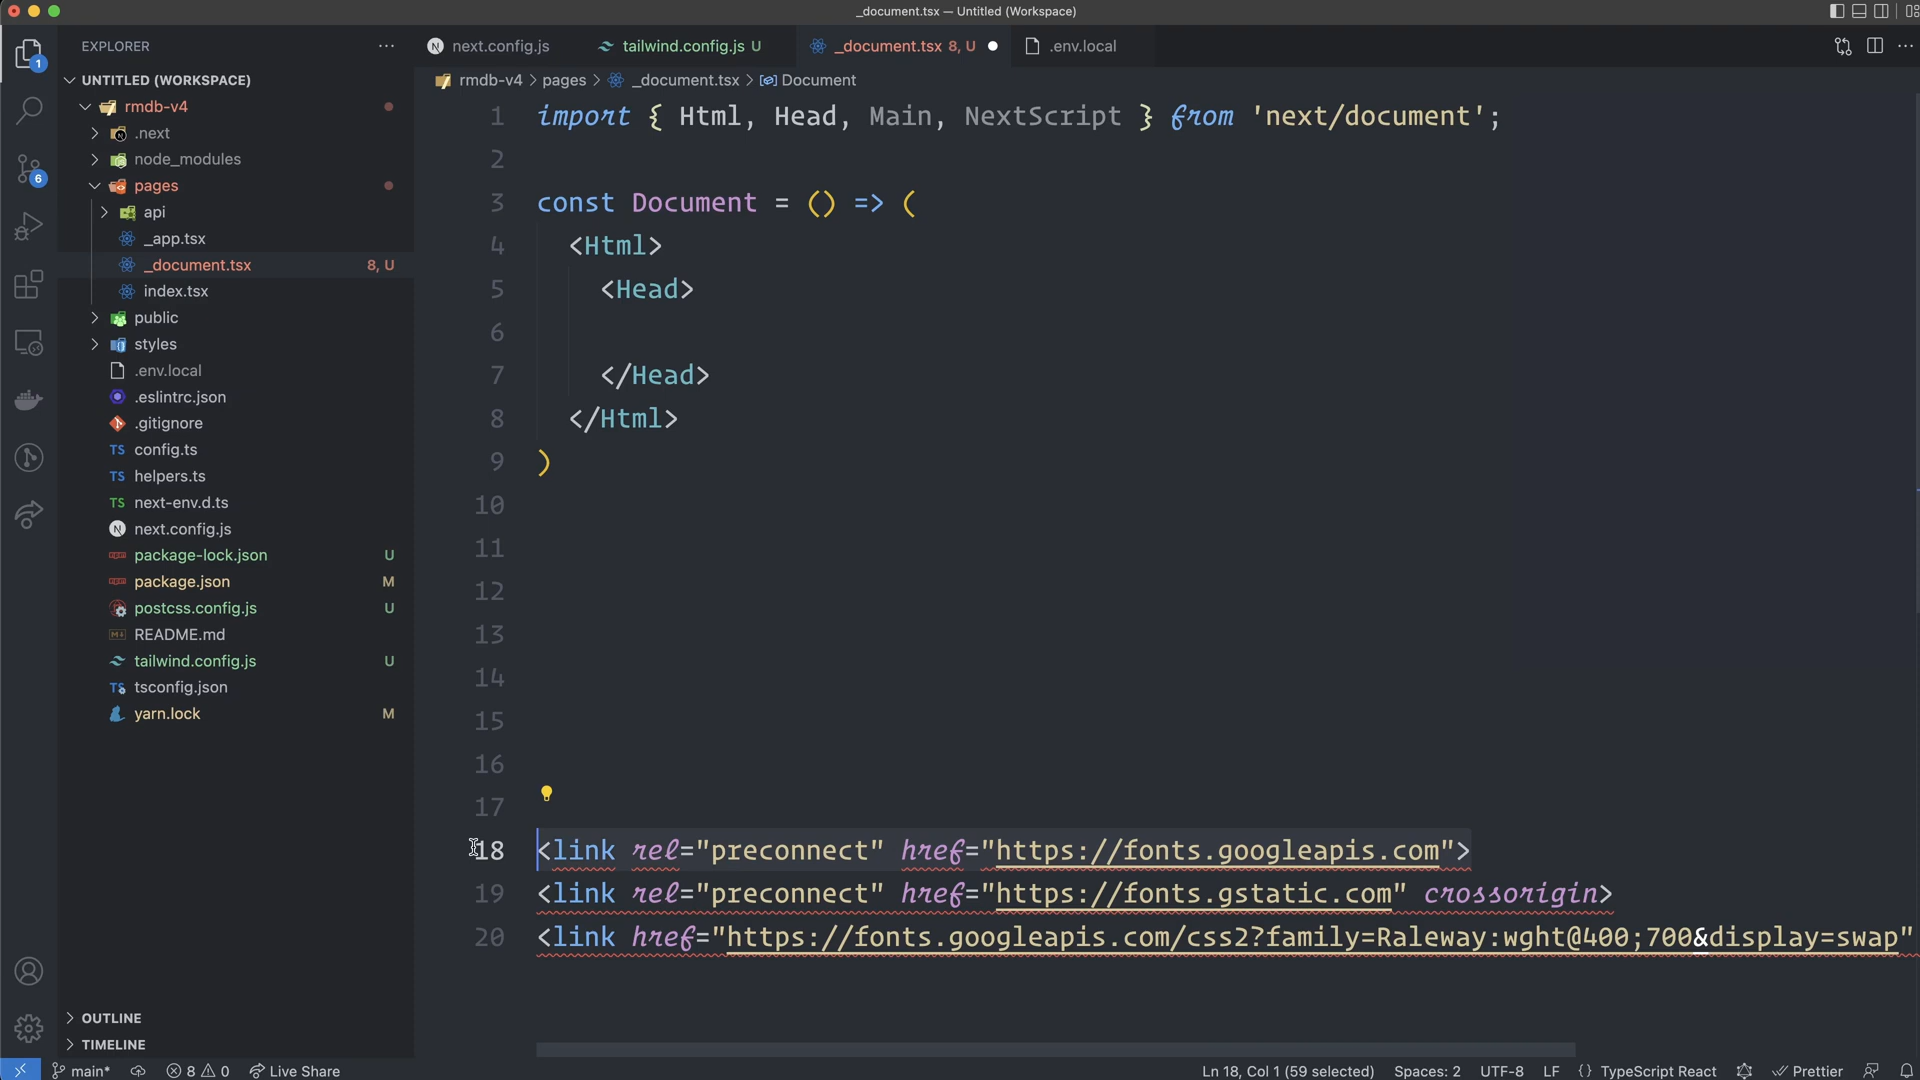 _document.tsx — Untitled (Workspace)
EXPLORER
next.config.js
tailwind.config.js U
_document.tsx 8, U
.env.local
UNTITLED (WORKSPACE)
rmdb-v4 > pages > _document.tsx > Document
rmdb-v4
.next
node_modules
pages
api
_app.tsx
_document.tsx 8, U
index.tsx
public
styles
.env.local
.eslintrc.json
.gitignore
TS config.ts
TS helpers.ts
TS next-env.d.ts
N next.config.js
package-lock.json U
package.json M
postcss.config.js U
README.md
tailwind.config.js U
tsconfig.json
yarn.lock M
OUTLINE
TIMELINE
1
6
1 import { Html, Head, Main, NextScript } from 'next/document';
2
3 const Document = () => (
4 <Html>
5 <Head>
6
7 </Head>
8 </Html>
9 )
10
11
12
13
14
15
16
17
18 <link rel="preconnect" href="https://fonts.googleapis.com">
19 <link rel="preconnect" href="https://fonts.gstatic.com" crossorigin>
20 <link href="https://fonts.googleapis.com/css2?family=Raleway:wght@400;700&display=swap"
main* 8 0 Live Share Ln 18, Col 1 (59 selected) Spaces: 2 UTF-8 LF {} TypeScript React Prettier